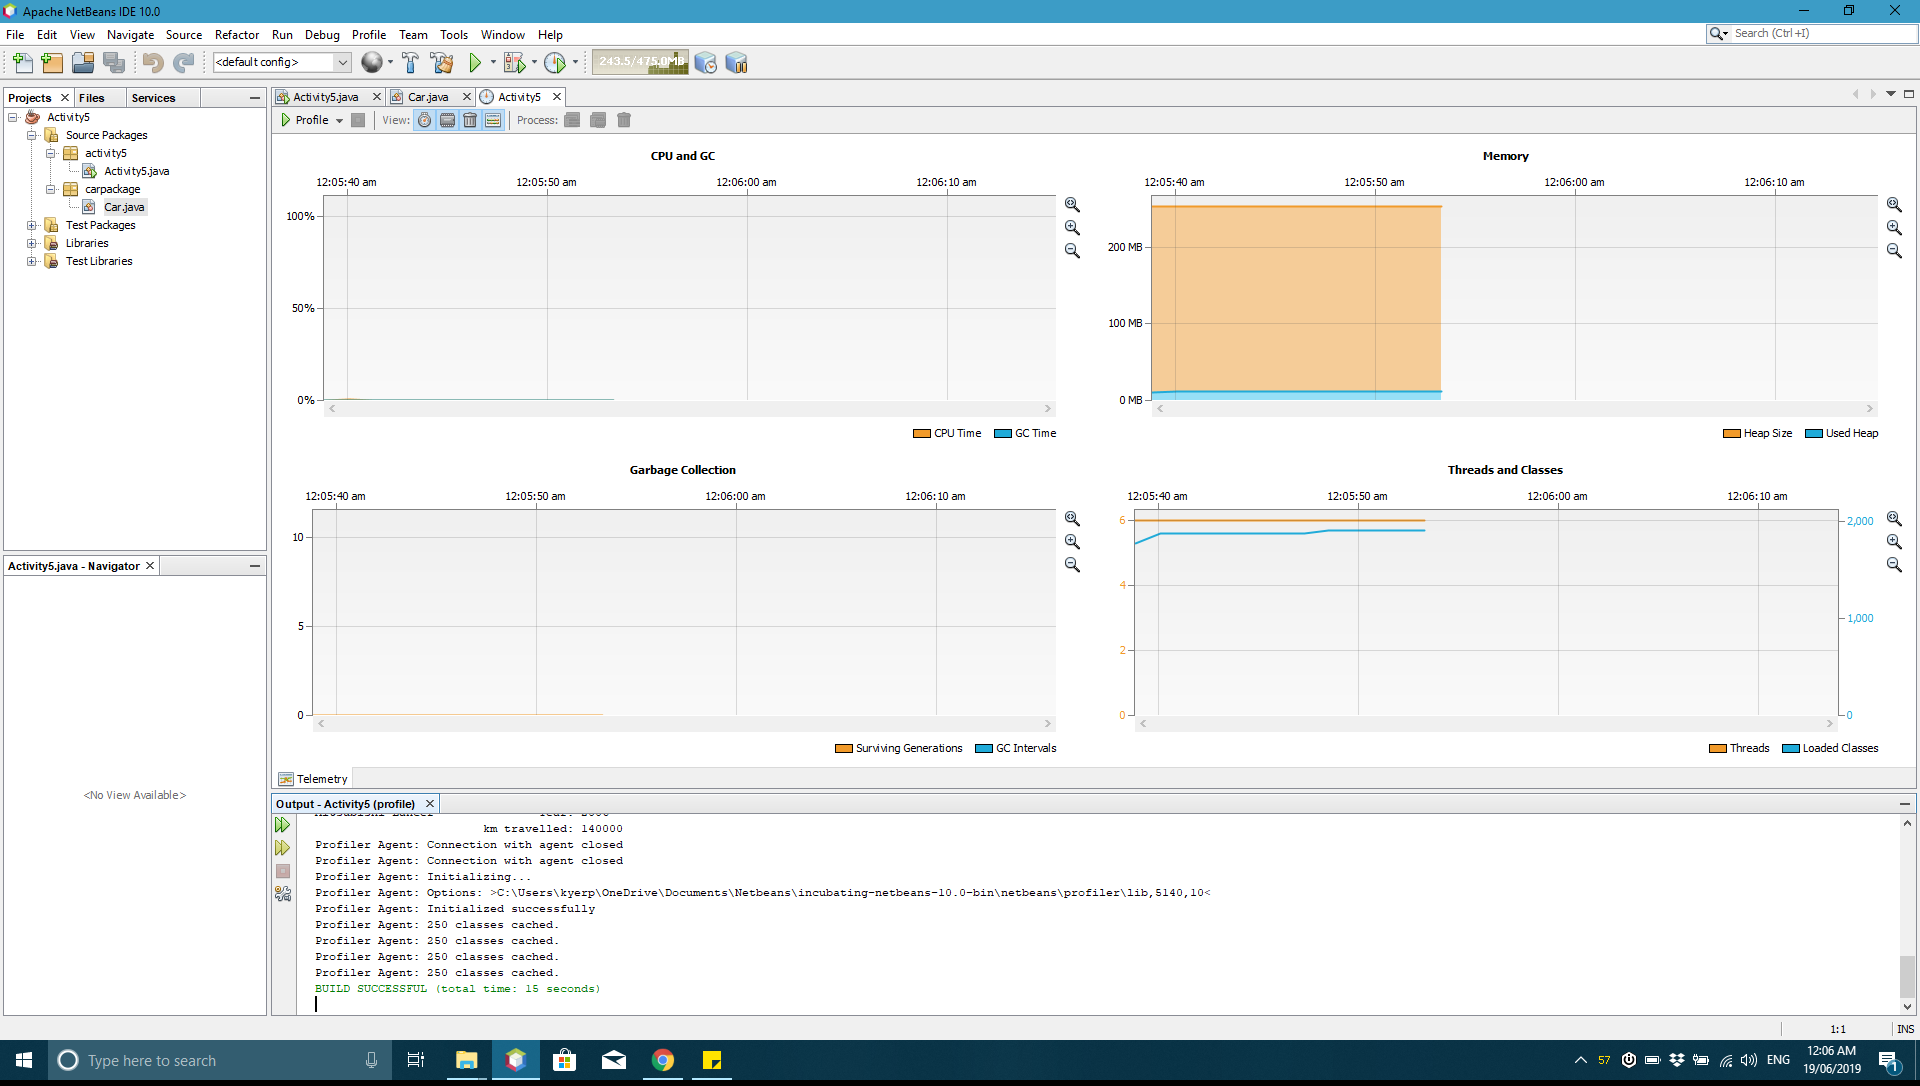 Apache NetBeans IDE 10.0
File Edit View Navigate Source Refactor Run Debug Profile Team Tools Window Help
Search (Ctrl+I)
<default config>
243.5/475.0MB
Projects Files Services
Activity5
Source Packages
activity5
Activity5.java
carpackage
Car.java
Test Packages
Libraries
Test Libraries
Activity5.java - Navigator
<No View Available>
Activity5.java Car.java Activity5
Profile View: Process:
CPU and GC
12:05:40 am 12:05:50 am 12:06:00 am 12:06:10 am
100%
50%
0%
CPU Time GC Time
Memory
12:05:40 am 12:05:50 am 12:06:00 am 12:06:10 am
200 MB
100 MB
0 MB
Heap Size Used Heap
Garbage Collection
12:05:40 am 12:05:50 am 12:06:00 am 12:06:10 am
10
5
0
Surviving Generations GC Intervals
Threads and Classes
12:05:40 am 12:05:50 am 12:06:00 am 12:06:10 am
6 2,000
4
2 1,000
0 0
Threads Loaded Classes
Telemetry
Output - Activity5 (profile)
km travelled: 140000
Profiler Agent: Connection with agent closed
Profiler Agent: Connection with agent closed
Profiler Agent: Initializing...
Profiler Agent: Options: >C:\Users\kyerp\OneDrive\Documents\Netbeans\incubating-netbeans-10.0-bin\netbeans\profiler\lib,5140,10<
Profiler Agent: Initialized successfully
Profiler Agent: 250 classes cached.
Profiler Agent: 250 classes cached.
Profiler Agent: 250 classes cached.
Profiler Agent: 250 classes cached.
BUILD SUCCESSFUL (total time: 15 seconds)
1:1 INS
Type here to search
57
ENG
12:06 AM
19/06/2019
1